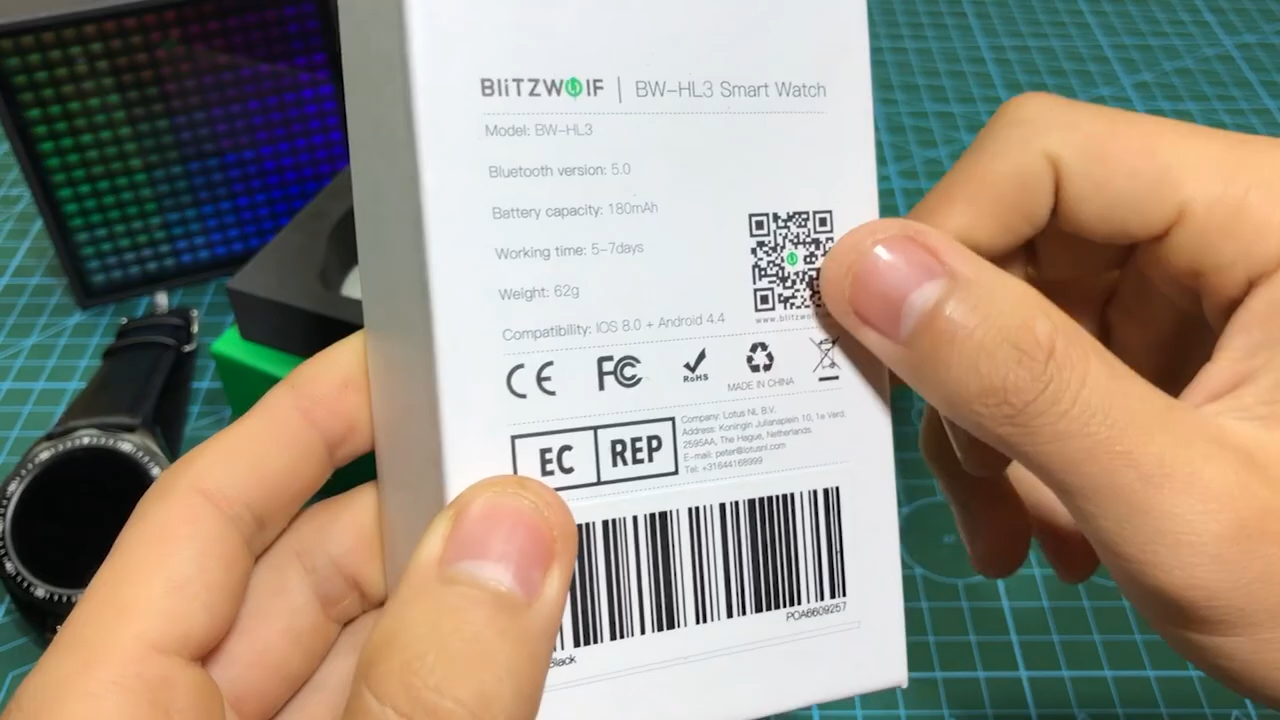 BLiTZWOLF | BW-HL3 Smart Watch
Model: BW-HL3
Bluetooth version: 5.0
Battery capacity: 180mAh
Working time: 5-7days
Weight: 62g
Compatibility: IOS 8.0 + Android 4.4
www.blitzwolf
CE FC RoHS
MADE IN CHINA
EC REP
Company: Lotus NL B.V.
Address: Koningin Julianaplein 10, 1e Verd,
2595AA, The Hague, Netherlands.
E-mail: peter@lotusnl.com
Tel: +31644168999
POA6609257
Black